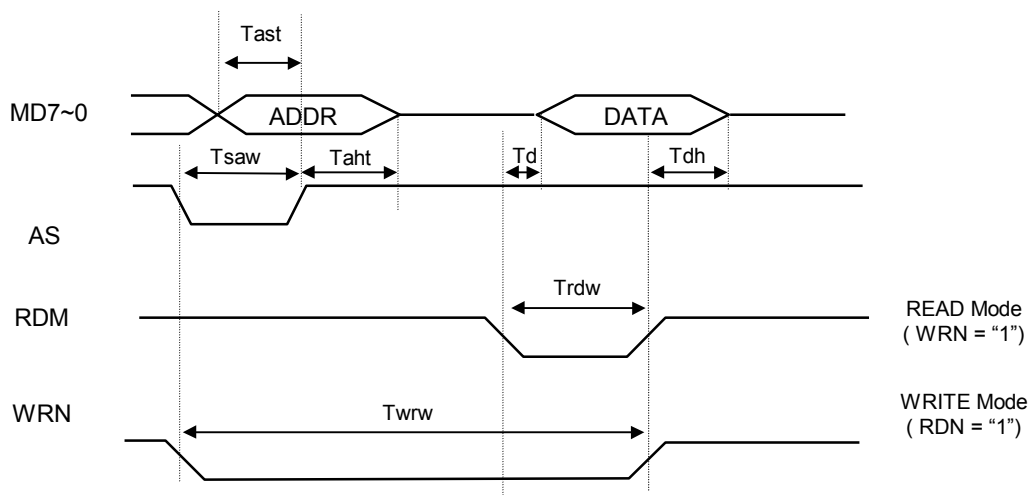 Tast
MD7~0
ADDR
DATA
Tsaw
Taht
Td
Tdh
AS
Trdw
RDM
READ Mode
( WRN = “1”)
WRN
Twrw
WRITE Mode
( RDN = “1”)